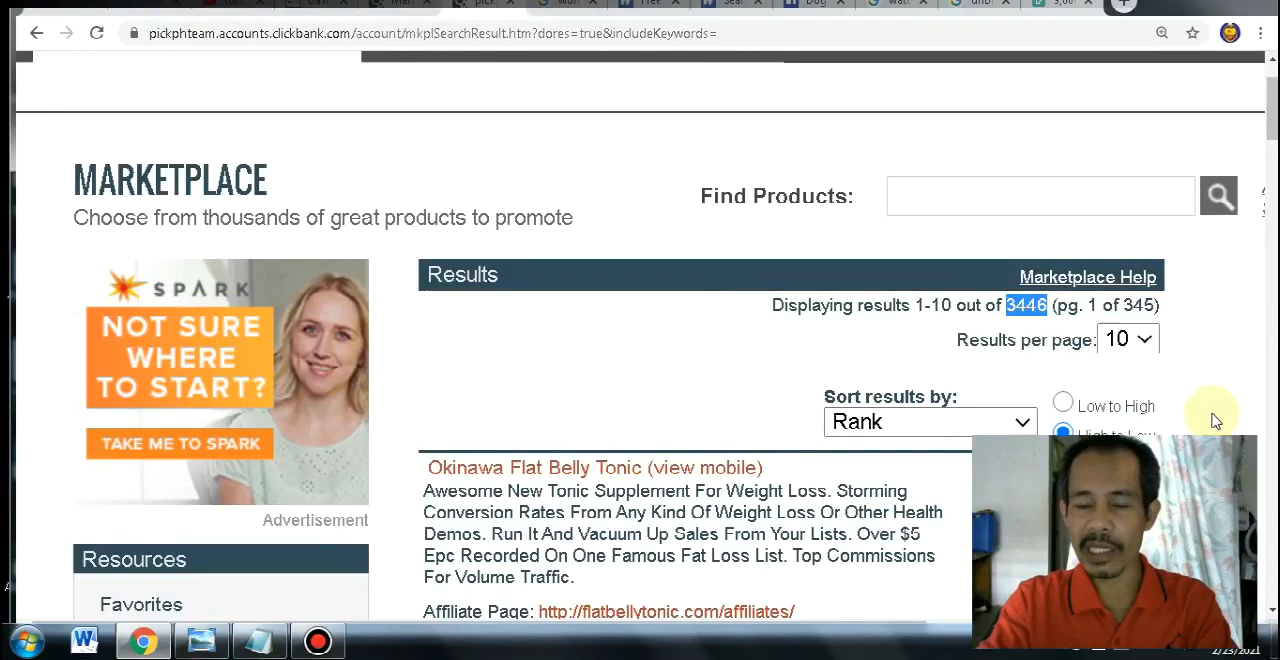 pickphteam.accounts.clickbank.com/account/mkplSearchResult.htm?dores=true&includeKeywords=
MARKETPLACE
Choose from thousands of great products to promote
Find Products:
SPARK
NOT SURE
WHERE
TO START?
TAKE ME TO SPARK
Advertisement
Resources
Favorites
Results
Marketplace Help
Displaying results 1-10 out of 3446 (pg. 1 of 345)
Results per page: 10
Sort results by:
Rank
Low to High
High to Low
Okinawa Flat Belly Tonic (view mobile)
Awesome New Tonic Supplement For Weight Loss. Storming
Conversion Rates From Any Kind Of Weight Loss Or Other Health
Demos. Run It And Vacuum Up Sales From Your Lists. Over $5
Epc Recorded On One Famous Fat Loss List. Top Commissions
For Volume Traffic.
Affiliate Page: http://flatbellytonic.com/affiliates/
2/23/2021